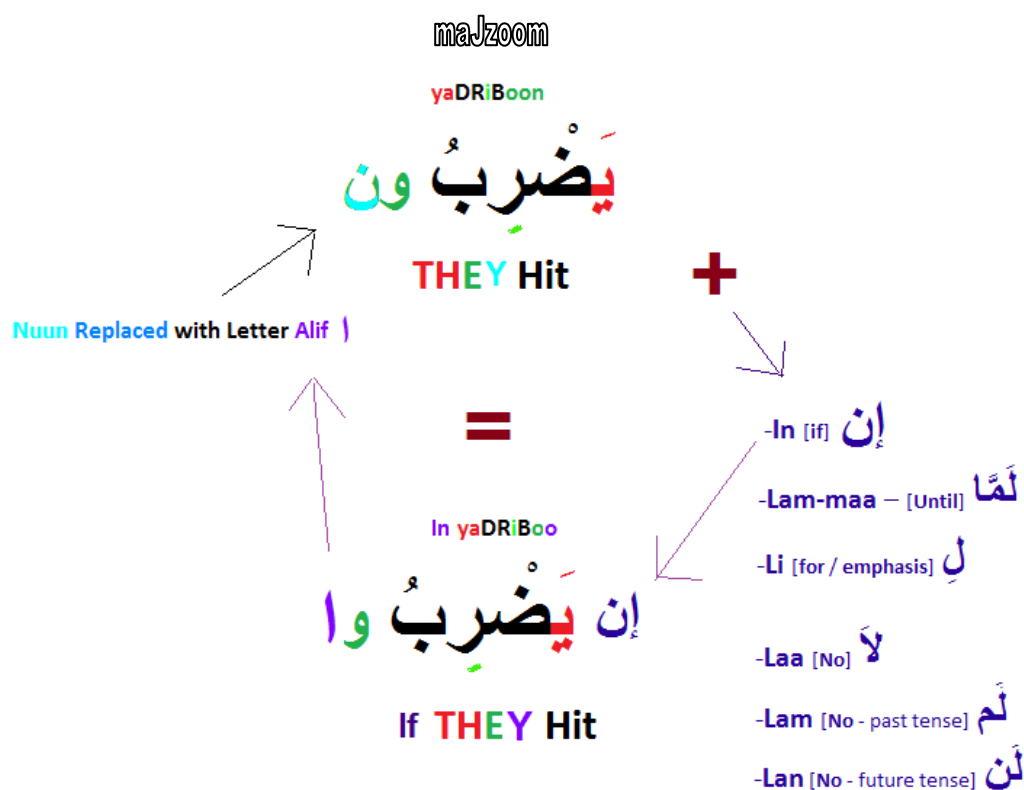 maJzoom
yaDRiBoon
يَضْرِبُ ون
THEY Hit
+
Nuun Replaced with Letter Alif ا
=
-In [if] إن
-Lam-maa – [Until] لَمَّا
-Li [for / emphasis] لِ
In yaDRiBoo
إن يَضْرِبُ وا
If THEY Hit
-Laa [No] لاَ
-Lam [No - past tense] لَم
-Lan [No - future tense] لَن